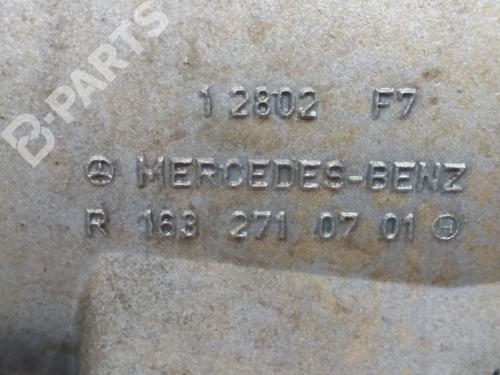 B-PARTS
1 2802 F7
MERCEDES-BENZ
R 163 271 07 01 H